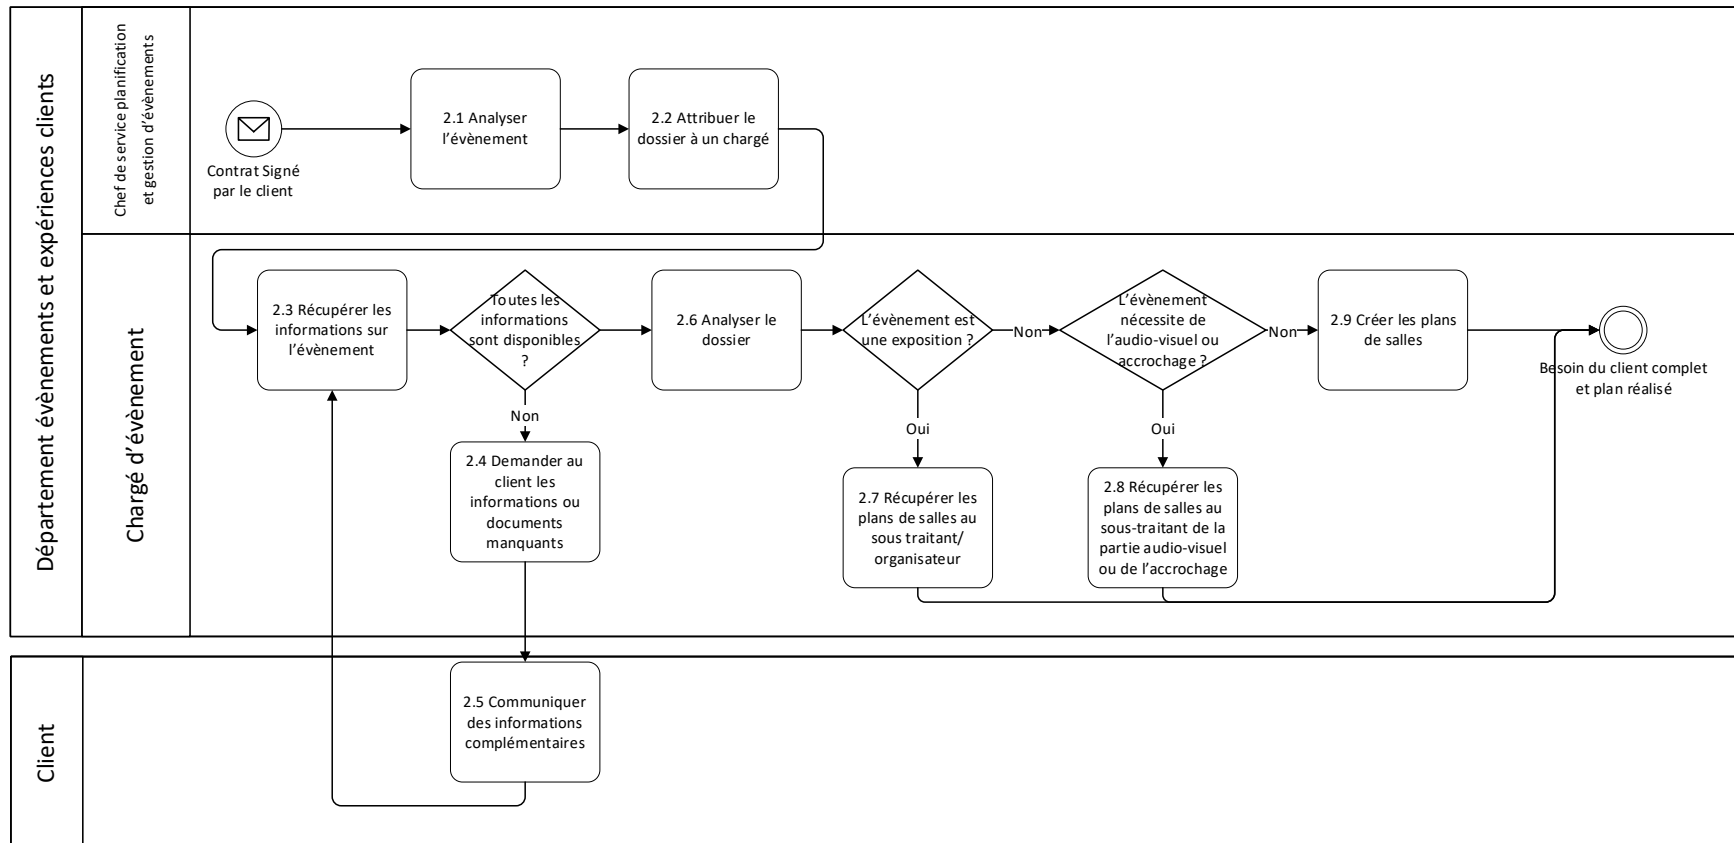 Département évènements et expériences clients
Chef de service planification
et gestion d'évènements
Contrat Signé
par le client
2.1 Analyser
l'évènement
2.2 Attribuer le
dossier à un chargé
Chargé d'évènement
2.3 Récupérer les
informations sur
l'évènement
Toutes les
informations
sont disponibles
?
Non
2.4 Demander au
client les
informations ou
documents
manquants
2.6 Analyser le
dossier
L'évènement est
une exposition ?
Non
Oui
2.7 Récupérer les
plans de salles au
sous traitant/
organisateur
L'évènement
nécessite de
l'audio-visuel ou
accrochage ?
Non
Oui
2.8 Récupérer les
plans de salles au
sous-traitant de la
partie audio-visuel
ou de l'accrochage
2.9 Créer les plans
de salles
Besoin du client complet
et plan réalisé
Client
2.5 Communiquer
des informations
complémentaires